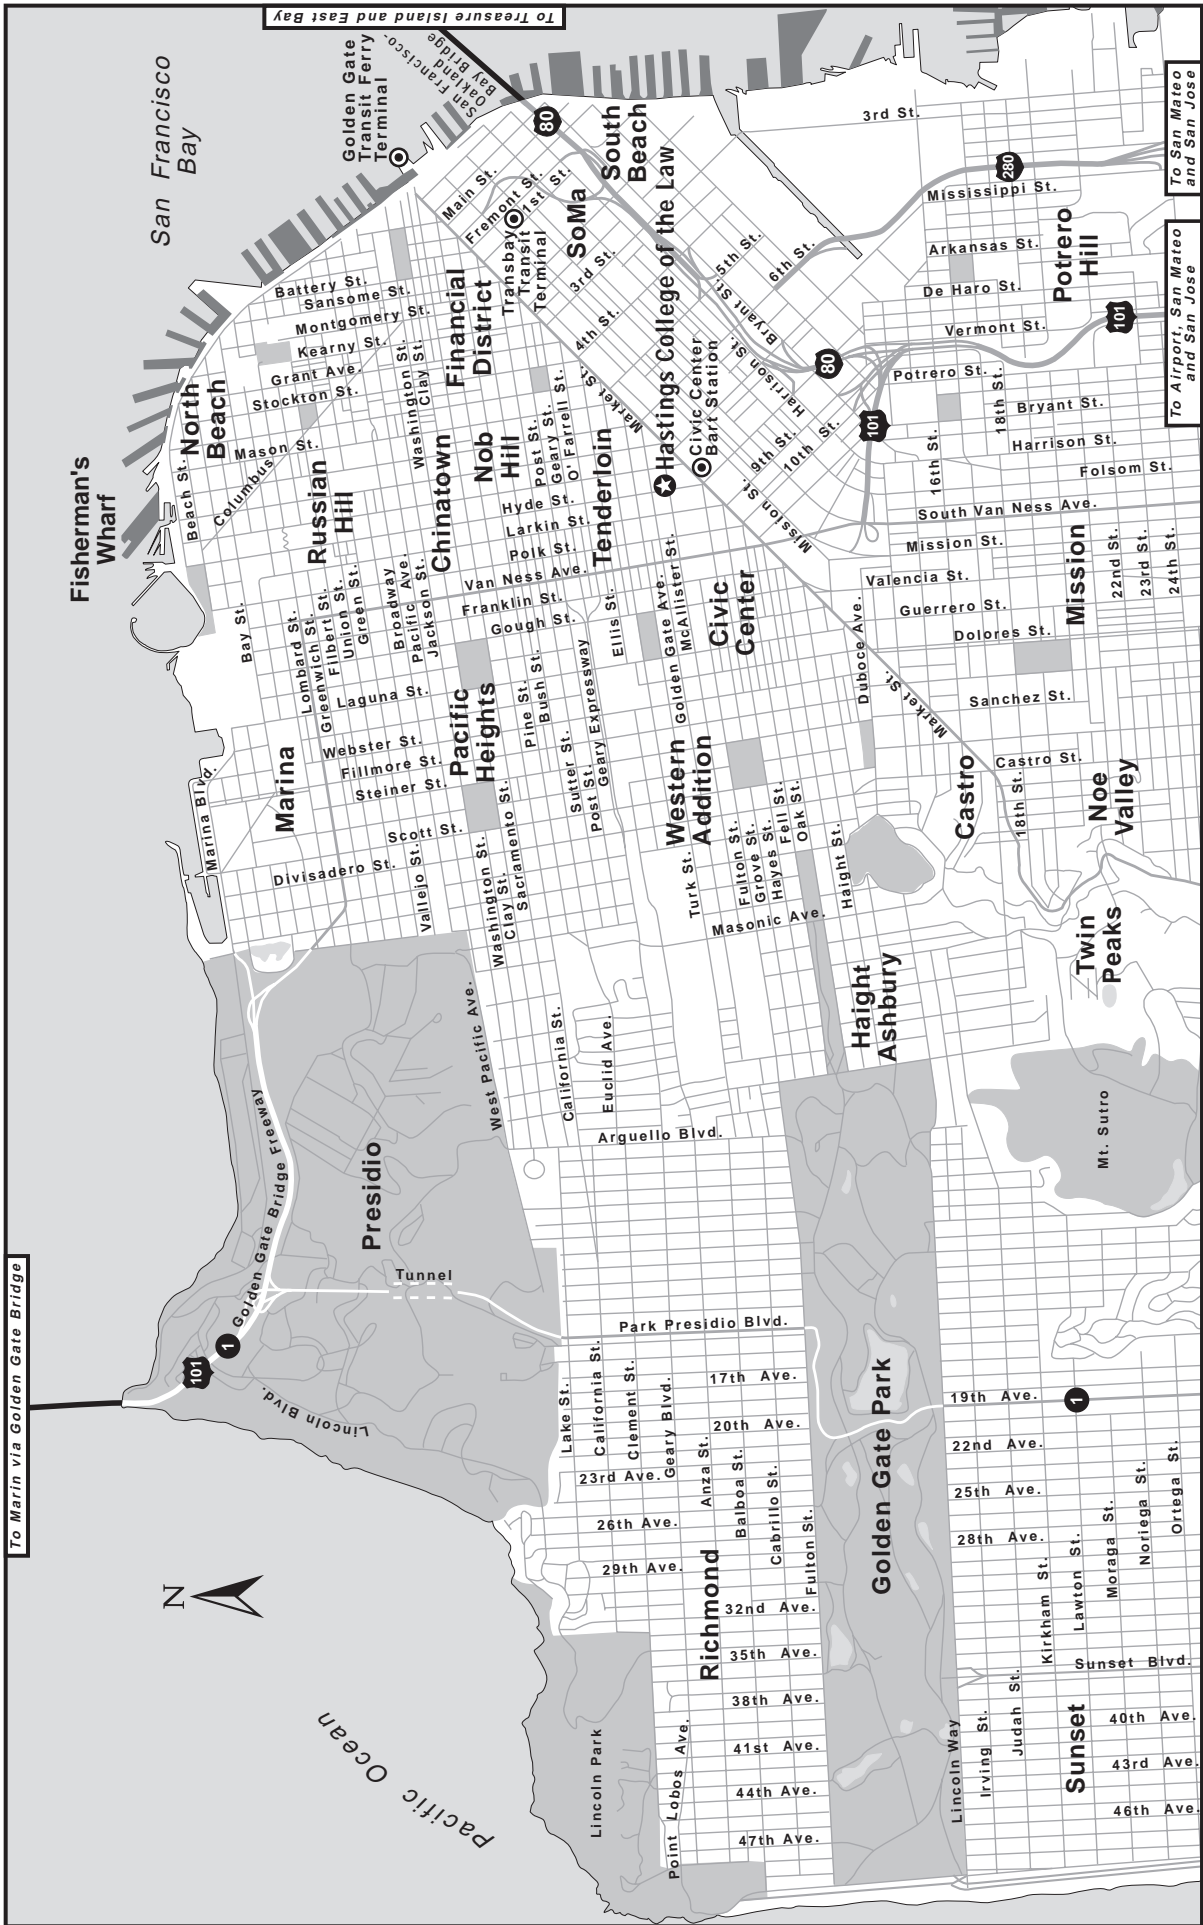 To Marin via Golden Gate Bridge
To Treasure Island and East Bay
To San Mateo
and San Jose
To Airport, San Mateo
and San Jose
N
Pacific Ocean
San Francisco
Bay
Fisherman's
Wharf
Golden Gate
Transit Ferry
Terminal
San Francisco-
Oakland
Bay Bridge
101
1
Golden Gate Bridge Freeway
Lincoln Blvd.
Presidio
Tunnel
West Pacific Ave.
Marina Blvd.
Marina
Divisadero St.
Scott St.
Steiner St.
Fillmore St.
Webster St.
Laguna St.
Vallejo St.
Bay St.
Lombard St.
Greenwich St.
Filbert St.
Union St.
Green St.
Broadway
Pacific Ave.
Jackson St.
Beach St.
North
Beach
Columbus
Mason St.
Stockton St.
Grant Ave.
Kearny St.
Montgomery St.
Sansome St.
Battery St.
Russian
Hill
Washington St.
Clay St.
Financial
District
Chinatown
Nob
Hill
Post St.
Geary St.
O' Farrell St.
Hyde St.
Larkin St.
Polk St.
Van Ness Ave.
Franklin St.
Gough St.
Tenderloin
Pacific
Heights
Pine St.
Bush St.
Washington St.
Clay St.
Sacramento St.
Sutter St.
Post St.
Geary Expressway
Ellis St.
Golden Gate Ave.
McAllister St.
Civic
Center
Western
Addition
Turk St.
Fulton St.
Grove St.
Hayes St.
Fell St.
Oak St.
Haight St.
Masonic Ave.
California St.
Euclid Ave.
Arguello Blvd.
Haight
Ashbury
Main St.
Fremont St.
1st St.
Transbay
Transit
Terminal
SoMa
South
Beach
80
3rd St.
4th St.
5th St.
6th St.
Market St.
Hastings College of the Law
Civic Center
Bart Station
Bryant St.
Harrison St.
9th St.
10th St.
Mission St.
Mission
80
101
3rd St.
280
Mississippi St.
Arkansas St.
De Haro St.
Vermont St.
Potrero
Hill
101
Potrero St.
18th St.
Bryant St.
Harrison St.
16th St.
Folsom St.
South Van Ness Ave.
Mission St.
Valencia St.
Guerrero St.
Dolores St.
Mission
22nd St.
23rd St.
24th St.
Duboce Ave.
Sanchez St.
Market St.
Castro St.
Castro
18th St.
Noe
Valley
Twin
Peaks
Mt. Sutro
Park Presidio Blvd.
Lake St.
California St.
Clement St.
Geary Blvd.
Anza St.
Balboa St.
Cabrillo St.
Fulton St.
17th Ave.
20th Ave.
23rd Ave.
26th Ave.
29th Ave.
32nd Ave.
35th Ave.
38th Ave.
41st Ave.
44th Ave.
47th Ave.
Richmond
Lincoln Park
Point Lobos Ave.
Golden Gate Park
19th Ave.
1
22nd Ave.
25th Ave.
28th Ave.
Kirkham St.
Lawton St.
Moraga St.
Noriega St.
Ortega St.
Sunset Blvd.
Lincoln Way
Irving St.
Judah St.
Sunset
40th Ave.
43rd Ave.
46th Ave.